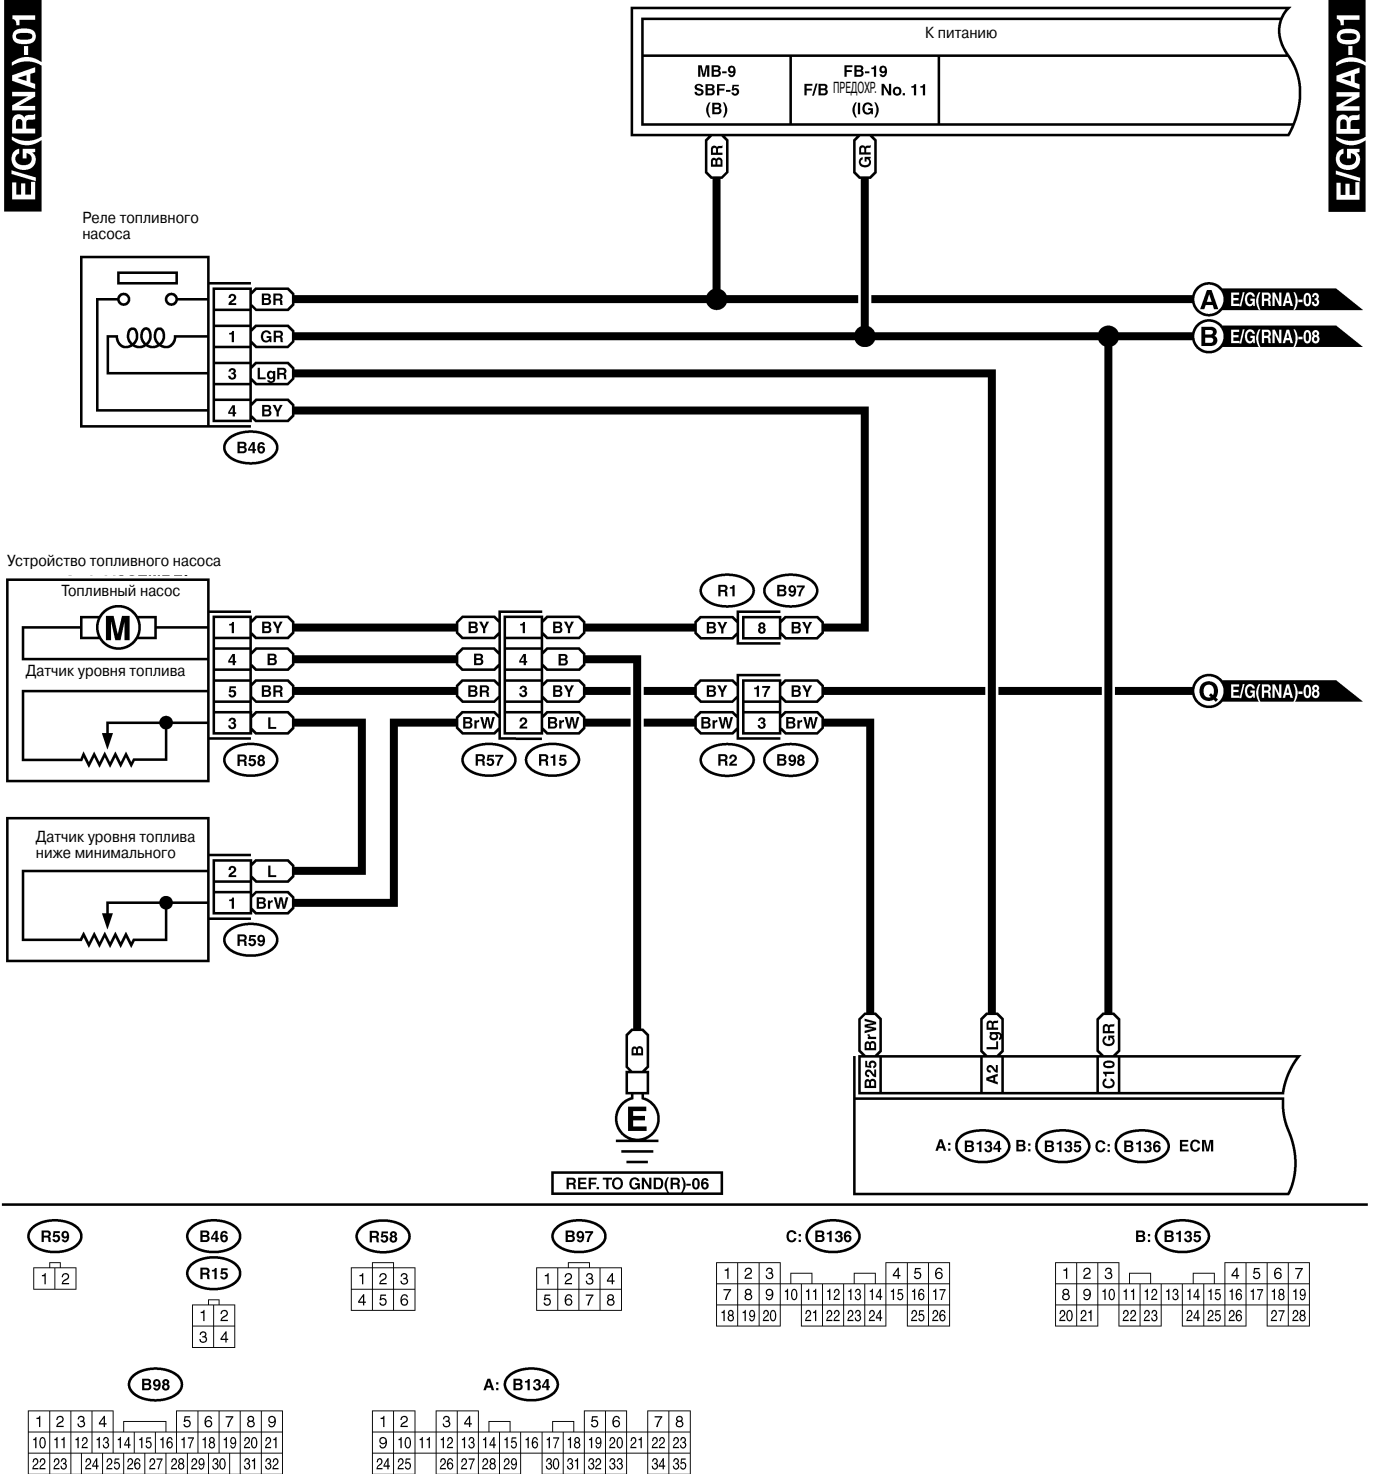 E/G(RNA)-01
E/G(RNA)-01
К питанию
MB-9
SBF-5
(B)
FB-19
F/B ПРЕДОХР. No. 11
(IG)
BR
GR
Реле топливного
насоса
2 BR
A E/G(RNA)-03
1 GR
B E/G(RNA)-08
3 LgR
4 BY
B46
Устройство топливного насоса
Топливный насос
M
R1 B97
1 BY BY 1 BY BY 8 BY
4 B B 4 B
Датчик уровня топлива
5 BR BR 3 BY BY 17 BY
Q E/G(RNA)-08
3 L BrW 2 BrW BrW 3 BrW
R58 R57 R15 R2 B98
Датчик уровня топлива
ниже минимального
2 L
1 BrW
R59
B
E
REF. TO GND(R)-06
BrW LgR GR
B25 A2 C10
A: B134 B: B135 C: B136 ECM
R59
1 2
B46
R15
1 2
3 4
R58
1 2 3
4 5 6
B97
1 2 3 4
5 6 7 8
C: B136
1 2 3 4 5 6
7 8 9 10 11 12 13 14 15 16 17
18 19 20 21 22 23 24 25 26
B: B135
1 2 3 4 5 6 7
8 9 10 11 12 13 14 15 16 17 18 19
20 21 22 23 24 25 26 27 28
B98
1 2 3 4 5 6 7 8 9
10 11 12 13 14 15 16 17 18 19 20 21
22 23 24 25 26 27 28 29 30 31 32
A: B134
1 2 3 4 5 6 7 8
9 10 11 12 13 14 15 16 17 18 19 20 21 22 23
24 25 26 27 28 29 30 31 32 33 34 35